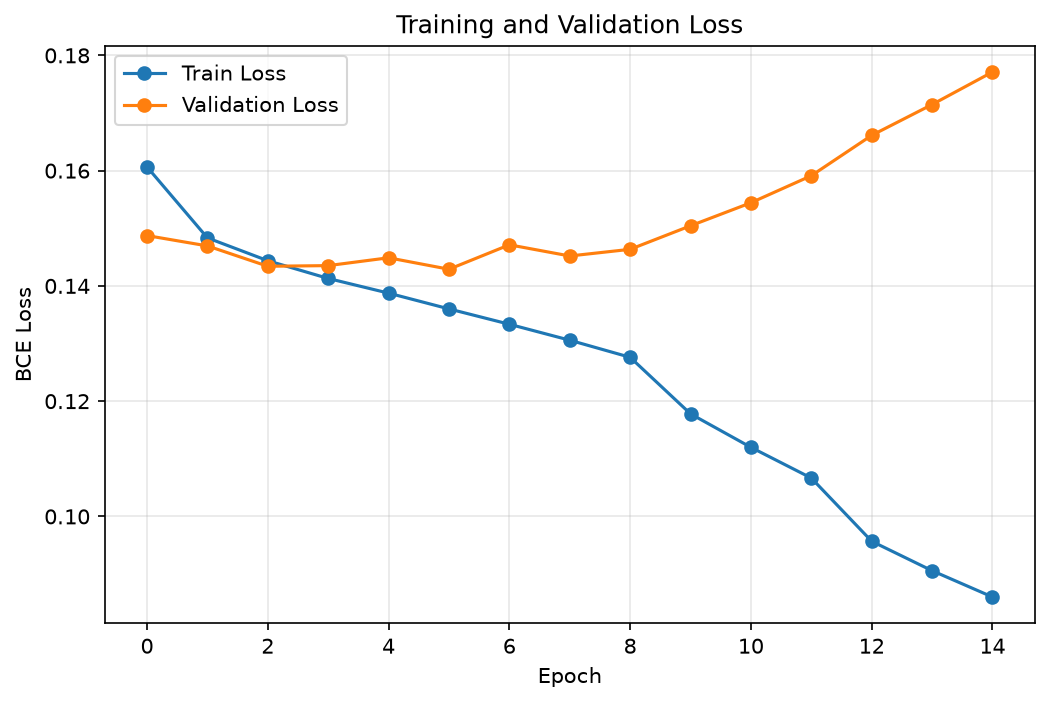 Training and Validation Loss
0.18
Train Loss
Validation Loss
0.16
0.14
BCE Loss
0.12
0.10
0 2 4 6 8 10 12 14
Epoch